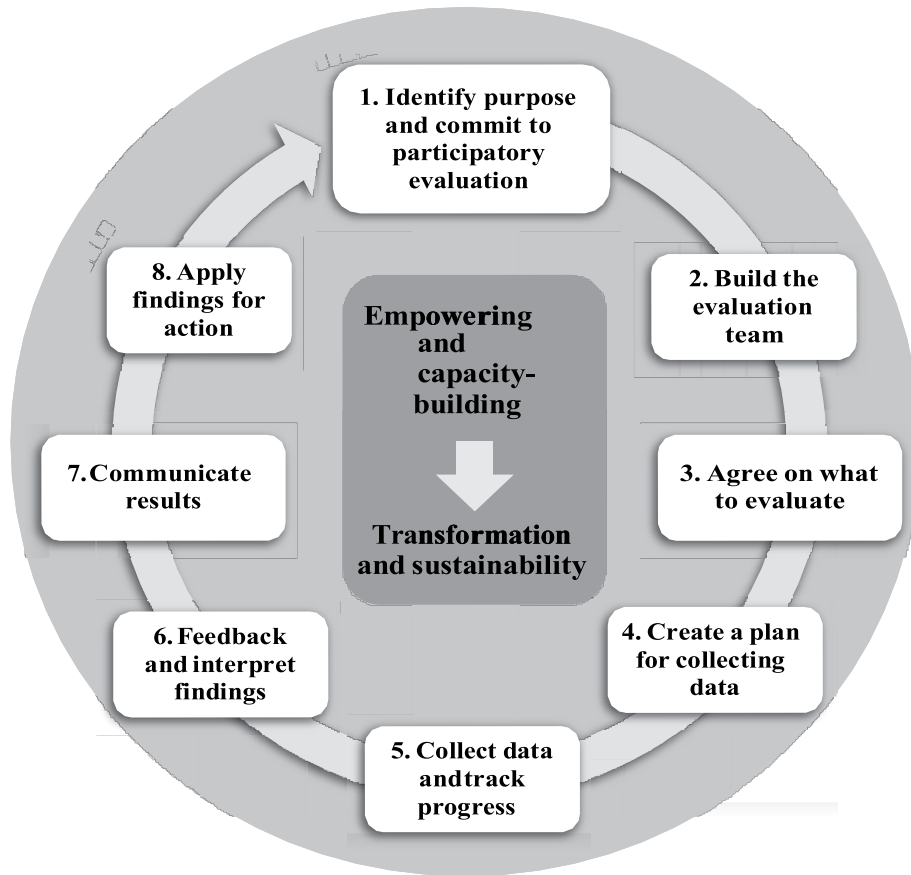 1. Identify purpose
and commit to
participatory
evaluation
2. Build the
evaluation
team
3. Agree on what
to evaluate
4. Create a plan
for collecting
data
5. Collect data
andtrack
progress
6. Feedback
and interpret
findings
7. Communicate
results
8. Apply
findings for
action
Empowering
and
capacity-
building
Transformation
and sustainability